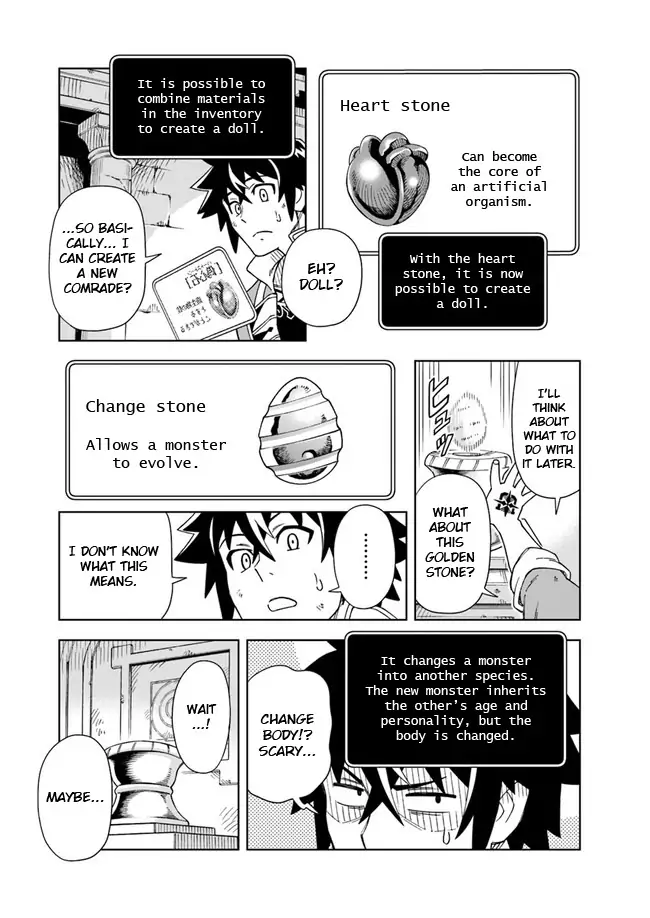 Heart stone
Can become
the core of
an artificial
organism.
With the heart
stone, it is now
possible to create
a doll.
It is possible to
combine materials
in the inventory
to create a doll.
EH?
DOLL?
...SO BASI-
CALLY... I
CAN CREATE
A NEW
COMRADE?
I'LL
THINK
ABOUT
WHAT TO
DO WITH
IT LATER.
ヒュッ
WHAT
ABOUT
THIS
GOLDEN
STONE?
Change stone
Allows a monster
to evolve.
.........
I DON'T KNOW
WHAT THIS
MEANS.
It changes a monster
into another species.
The new monster inherits
the other's age and
personality, but the
body is changed.
CHANGE
BODY!?
SCARY...
WAIT
...!
MAYBE...